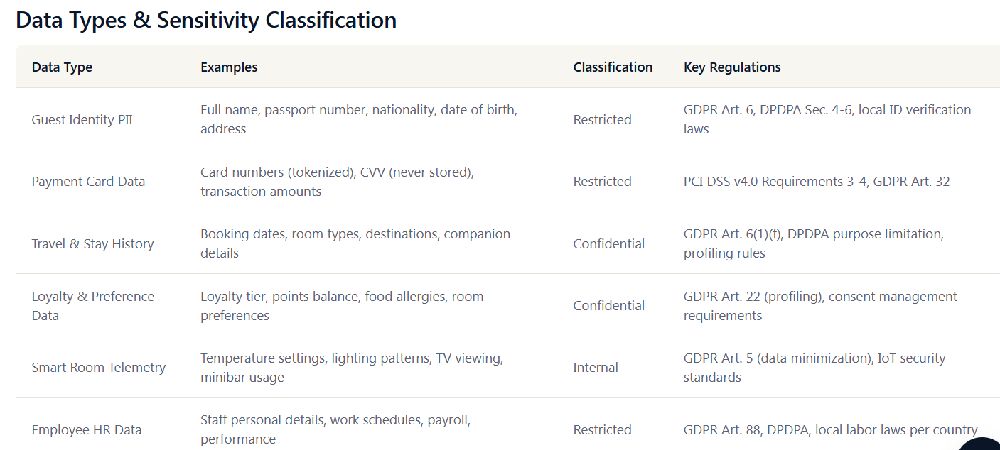 Data Types & Sensitivity Classification
Data Type Examples Classification Key Regulations
Guest Identity PII
Full name, passport number, nationality, date of birth,
address
Restricted
GDPR Art. 6, DPDPA Sec. 4-6, local ID verification
laws
Payment Card Data
Card numbers (tokenized), CVV (never stored),
transaction amounts
Restricted
PCI DSS v4.0 Requirements 3-4, GDPR Art. 32
Travel & Stay History
Booking dates, room types, destinations, companion
details
Confidential
GDPR Art. 6(1)(f), DPDPA purpose limitation,
profiling rules
Loyalty & Preference
Data
Loyalty tier, points balance, food allergies, room
preferences
Confidential
GDPR Art. 22 (profiling), consent management
requirements
Smart Room Telemetry
Temperature settings, lighting patterns, TV viewing,
minibar usage
Internal
GDPR Art. 5 (data minimization), IoT security
standards
Employee HR Data
Staff personal details, work schedules, payroll,
performance
Restricted
GDPR Art. 88, DPDPA, local labor laws per country